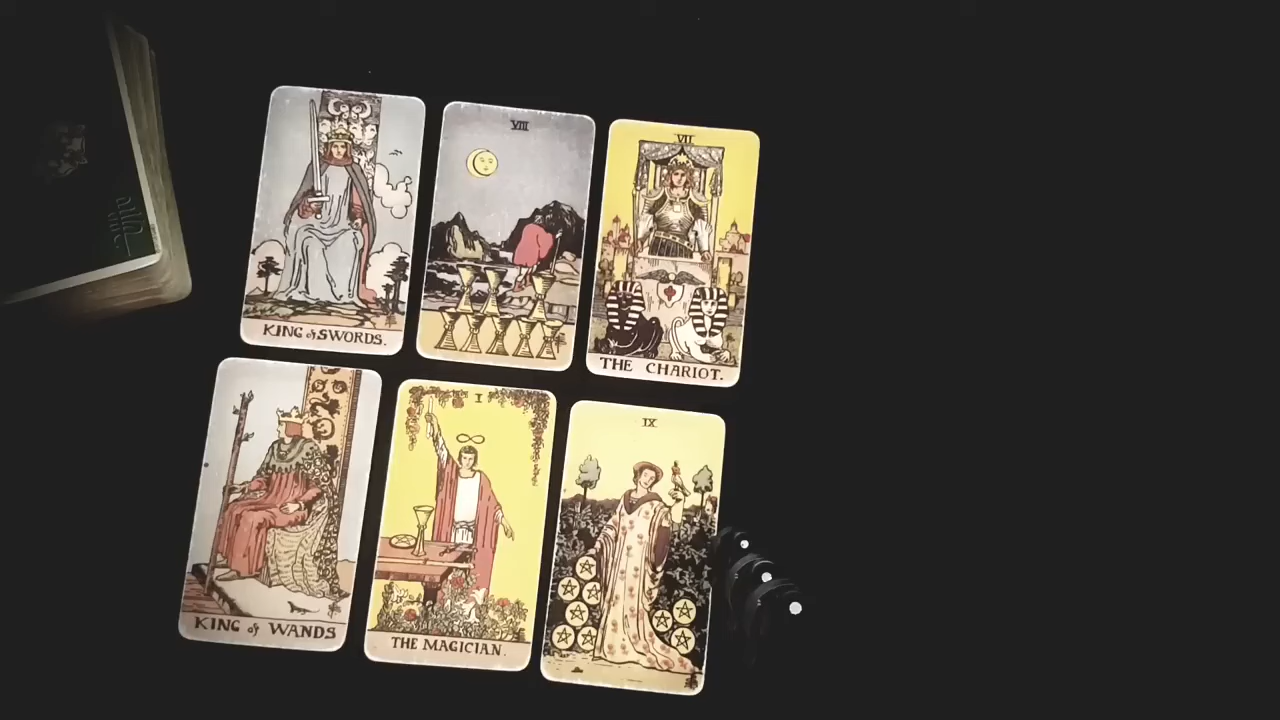 KING of SWORDS.
VIII
VII
THE CHARIOT.
KING of WANDS
I
THE MAGICIAN.
IX